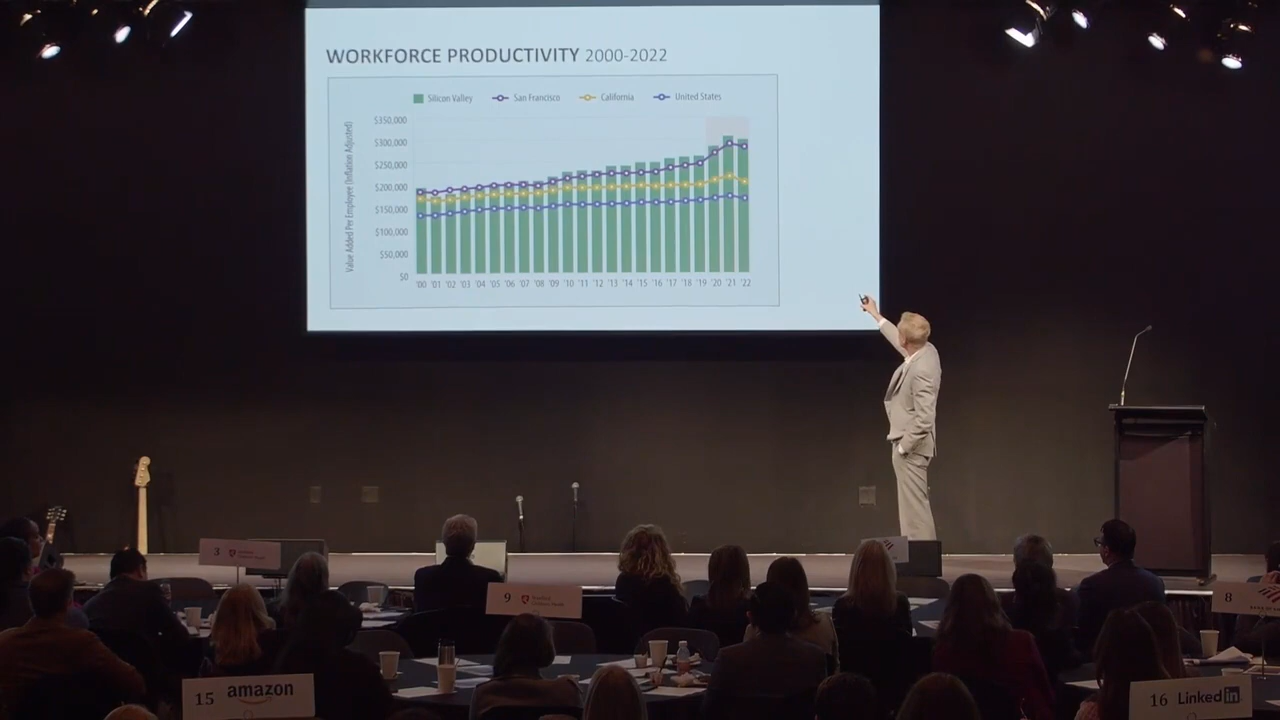 WORKFORCE PRODUCTIVITY 2000-2022
Silicon Valley San Francisco California United States
Value Added Per Employee (Inflation Adjusted)
$350,000
$300,000
$250,000
$200,000
$150,000
$100,000
$50,000
$0
'00 '01 '02 '03 '04 '05 '06 '07 '08 '09 '10 '11 '12 '13 '14 '15 '16 '17 '18 '19 '20 '21 '22
3
9
8
15 amazon
16 LinkedIn